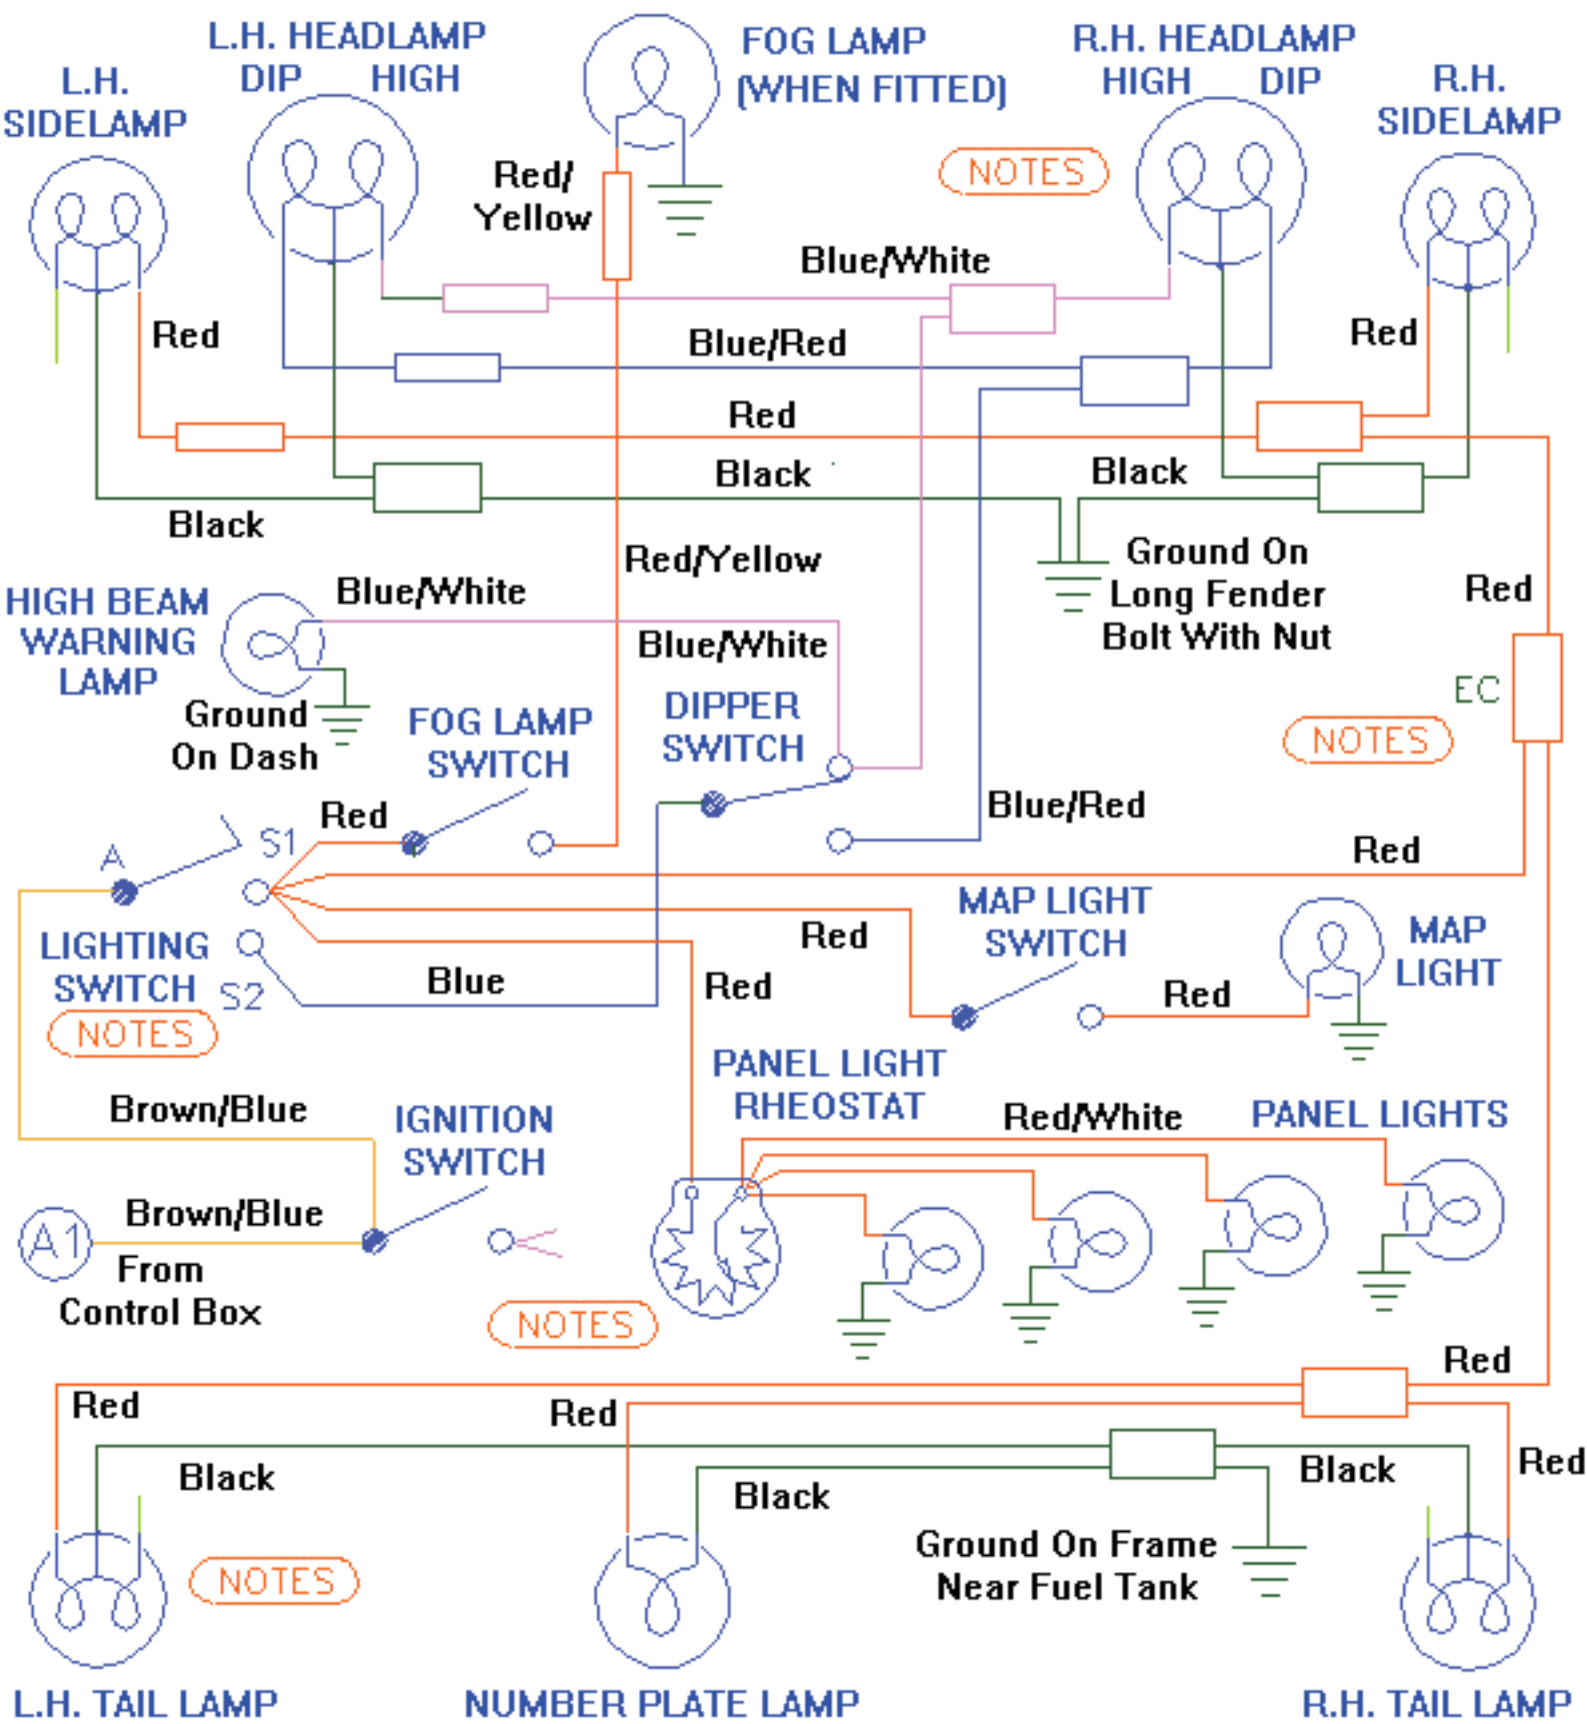 L.H. HEADLAMP
DIP HIGH
FOG LAMP
(WHEN FITTED)
R.H. HEADLAMP
HIGH DIP
L.H.
SIDELAMP
R.H.
SIDELAMP
NOTES
Red/
Yellow
Blue/White
Red
Blue/Red
Red
Red
Black
Black
Black
Red/Yellow
Ground On
Long Fender
Bolt With Nut
Red
HIGH BEAM
WARNING
LAMP
Blue/White
Blue/White
Ground
On Dash
FOG LAMP
SWITCH
DIPPER
SWITCH
EC
NOTES
Red
Blue/Red
A
S1
Red
LIGHTING
SWITCH
S2
NOTES
Blue
Red
Red
MAP LIGHT
SWITCH
MAP
LIGHT
Red
PANEL LIGHT
RHEOSTAT
Brown/Blue
IGNITION
SWITCH
Red/White
PANEL LIGHTS
Brown/Blue
A1
From
Control Box
NOTES
Red
Red
Red
Black
Black
Black
Red
Ground On Frame
Near Fuel Tank
NOTES
L.H. TAIL LAMP
NUMBER PLATE LAMP
R.H. TAIL LAMP